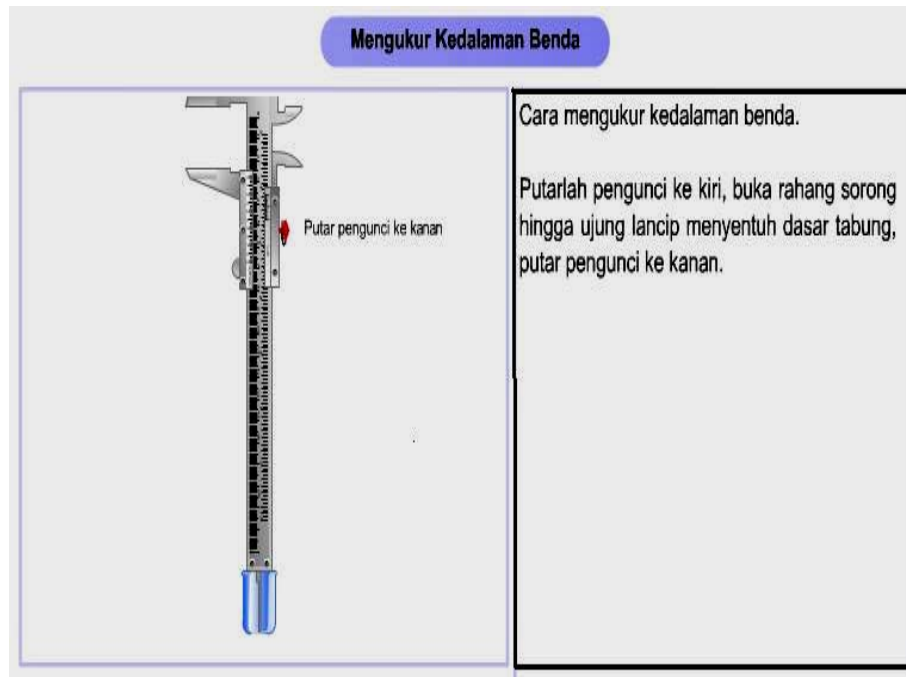 Mengukur Kedalaman Benda
Putar pengunci ke kanan
Cara mengukur kedalaman benda.
Putarlah pengunci ke kiri, buka rahang sorong
hingga ujung lancip menyentuh dasar tabung,
putar pengunci ke kanan.